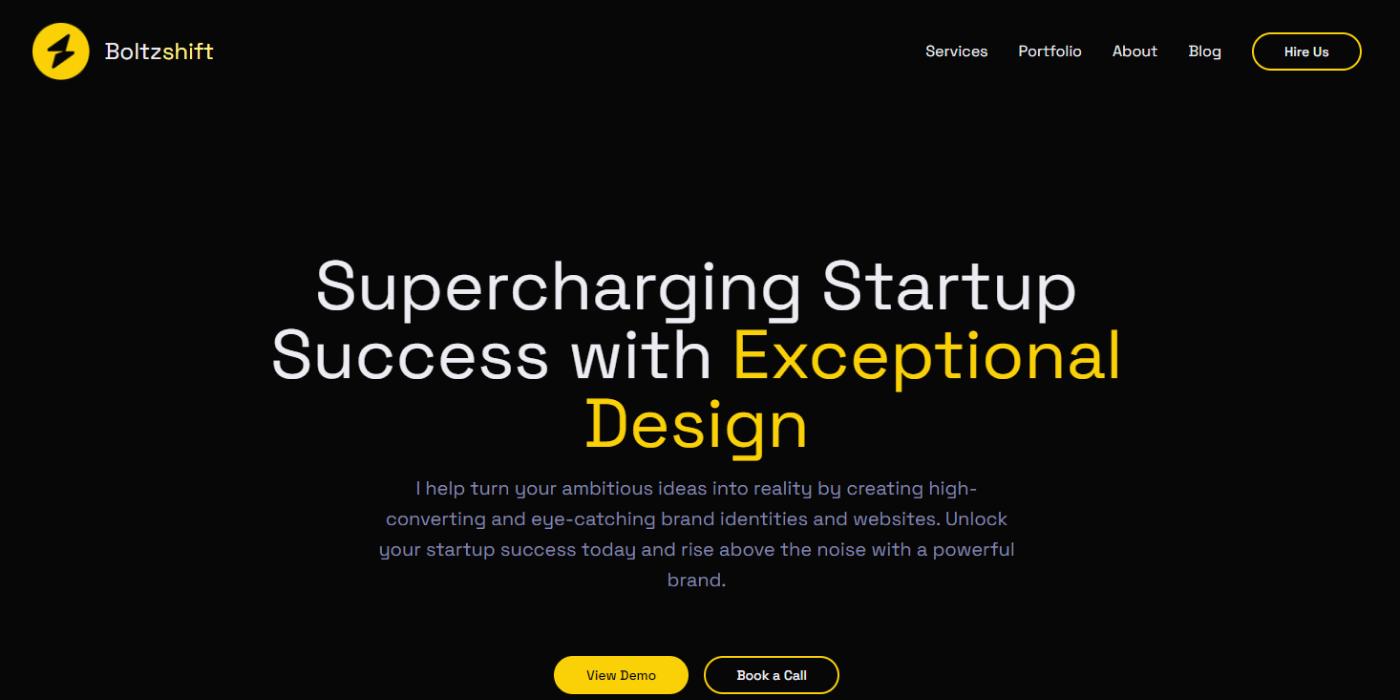 Boltzshift
Services Portfolio About Blog Hire Us
Supercharging Startup
Success with Exceptional
Design
I help turn your ambitious ideas into reality by creating high-
converting and eye-catching brand identities and websites. Unlock
your startup success today and rise above the noise with a powerful
brand.
View Demo Book a Call